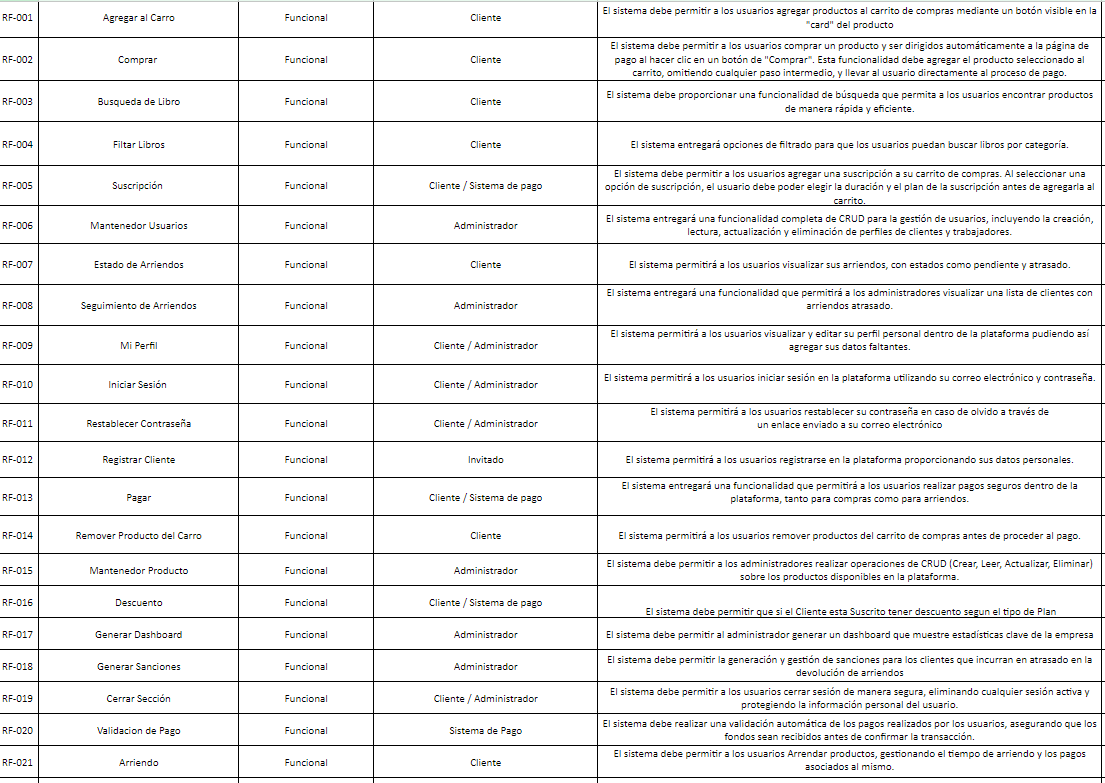 RF-001 Agregar al Carro Funcional Cliente El sistema debe permitir a los usuarios agregar productos al carrito de compras mediante un botón visible en la
"card" del producto
RF-002 Comprar Funcional Cliente El sistema debe permitir a los usuarios comprar un producto y ser dirigidos automáticamente a la página de
pago al hacer clic en un botón de "Comprar". Esta funcionalidad debe agregar el producto seleccionado al
carrito, omitiendo cualquier paso intermedio, y llevar al usuario directamente al proceso de pago.
RF-003 Busqueda de Libro Funcional Cliente El sistema debe proporcionar una funcionalidad de búsqueda que permita a los usuarios encontrar productos
de manera rápida y eficiente.
RF-004 Filtar Libros Funcional Cliente El sistema entregará opciones de filtrado para que los usuarios puedan buscar libros por categoría.
RF-005 Suscripción Funcional Cliente / Sistema de pago El sistema debe permitir a los usuarios agregar una suscripción a su carrito de compras. Al seleccionar una
opción de suscripción, el usuario debe poder elegir la duración y el plan de la suscripción antes de agregarla al
carrito.
RF-006 Mantenedor Usuarios Funcional Administrador El sistema entregará una funcionalidad completa de CRUD para la gestión de usuarios, incluyendo la creación,
lectura, actualización y eliminación de perfiles de clientes y trabajadores.
RF-007 Estado de Arriendos Funcional Cliente El sistema permitirá a los usuarios visualizar sus arriendos, con estados como pendiente y atrasado.
RF-008 Seguimiento de Arriendos Funcional Administrador El sistema entregará una funcionalidad que permitirá a los administradores visualizar una lista de clientes con
arriendos atrasado.
RF-009 Mi Perfil Funcional Cliente / Administrador El sistema permitirá a los usuarios visualizar y editar su perfil personal dentro de la plataforma pudiendo así
agregar sus datos faltantes.
RF-010 Iniciar Sesión Funcional Cliente / Administrador El sistema permitirá a los usuarios iniciar sesión en la plataforma utilizando su correo electrónico y contraseña.
RF-011 Restablecer Contraseña Funcional Cliente / Administrador El sistema permitirá a los usuarios restablecer su contraseña en caso de olvido a través de
un enlace enviado a su correo electrónico
RF-012 Registrar Cliente Funcional Invitado El sistema permitirá a los usuarios registrarse en la plataforma proporcionando sus datos personales.
RF-013 Pagar Funcional Cliente / Sistema de pago El sistema entregará una funcionalidad que permitirá a los usuarios realizar pagos seguros dentro de la
plataforma, tanto para compras como para arriendos.
RF-014 Remover Producto del Carro Funcional Cliente El sistema permitirá a los usuarios remover productos del carrito de compras antes de proceder al pago.
RF-015 Mantenedor Producto Funcional Administrador El sistema debe permitir a los administradores realizar operaciones de CRUD (Crear, Leer, Actualizar, Eliminar)
sobre los productos disponibles en la plataforma.
RF-016 Descuento Funcional Cliente / Sistema de pago El sistema debe permitir que si el Cliente esta Suscrito tener descuento segun el tipo de Plan
RF-017 Generar Dashboard Funcional Administrador El sistema debe permitir al administrador generar un dashboard que muestre estadísticas clave de la empresa
RF-018 Generar Sanciones Funcional Administrador El sistema debe permitir la generación y gestión de sanciones para los clientes que incurran en atrasado en la
devolución de arriendos
RF-019 Cerrar Sección Funcional Cliente / Administrador El sistema debe permitir a los usuarios cerrar sesión de manera segura, eliminando cualquier sesión activa y
protegiendo la información personal del usuario.
RF-020 Validacion de Pago Funcional Sistema de Pago El sistema debe realizar una validación automática de los pagos realizados por los usuarios, asegurando que los
fondos sean recibidos antes de confirmar la transacción.
RF-021 Arriendo Funcional Cliente El sistema debe permitir a los usuarios Arrendar productos, gestionando el tiempo de arriendo y los pagos
asociados al mismo.